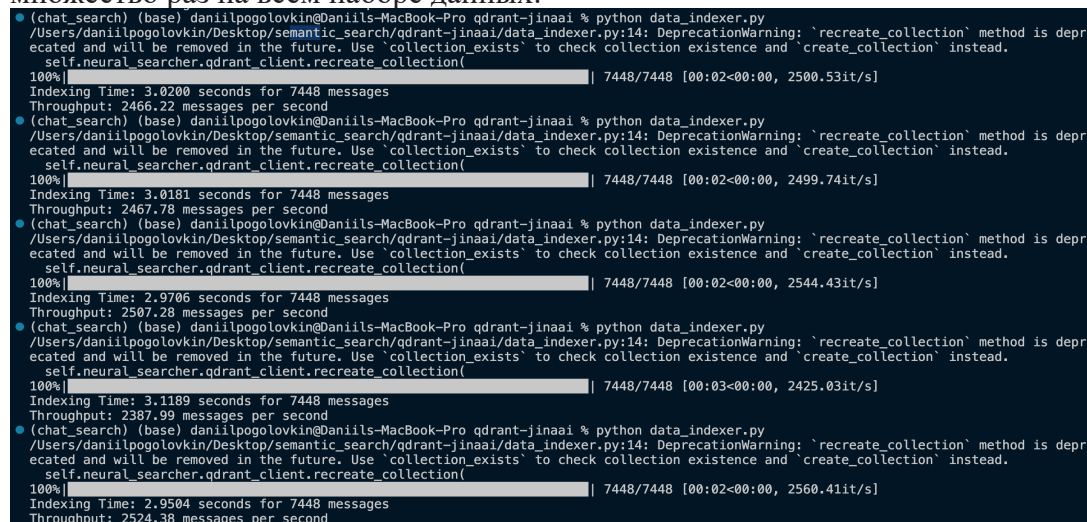 множество раз на всем наборе данных.
(chat_search) (base) daniilpogolovkin@Daniils-MacBook-Pro qdrant-jinaai % python data_indexer.py
/Users/daniilpogolovkin/Desktop/semantic_search/qdrant-jinaai/data_indexer.py:14: DeprecationWarning: `recreate_collection` method is depr
ecated and will be removed in the future. Use `collection_exists` to check collection existence and `create_collection` instead.
self.neural_searcher.qdrant_client.recreate_collection(
100%| | 7448/7448 [00:02<00:00, 2500.53it/s]
Indexing Time: 3.0200 seconds for 7448 messages
Throughput: 2466.22 messages per second
(chat_search) (base) daniilpogolovkin@Daniils-MacBook-Pro qdrant-jinaai % python data_indexer.py
/Users/daniilpogolovkin/Desktop/semantic_search/qdrant-jinaai/data_indexer.py:14: DeprecationWarning: `recreate_collection` method is depr
ecated and will be removed in the future. Use `collection_exists` to check collection existence and `create_collection` instead.
self.neural_searcher.qdrant_client.recreate_collection(
100%| | 7448/7448 [00:02<00:00, 2499.74it/s]
Indexing Time: 3.0181 seconds for 7448 messages
Throughput: 2467.78 messages per second
(chat_search) (base) daniilpogolovkin@Daniils-MacBook-Pro qdrant-jinaai % python data_indexer.py
/Users/daniilpogolovkin/Desktop/semantic_search/qdrant-jinaai/data_indexer.py:14: DeprecationWarning: `recreate_collection` method is depr
ecated and will be removed in the future. Use `collection_exists` to check collection existence and `create_collection` instead.
self.neural_searcher.qdrant_client.recreate_collection(
100%| | 7448/7448 [00:02<00:00, 2544.43it/s]
Indexing Time: 2.9706 seconds for 7448 messages
Throughput: 2507.28 messages per second
(chat_search) (base) daniilpogolovkin@Daniils-MacBook-Pro qdrant-jinaai % python data_indexer.py
/Users/daniilpogolovkin/Desktop/semantic_search/qdrant-jinaai/data_indexer.py:14: DeprecationWarning: `recreate_collection` method is depr
ecated and will be removed in the future. Use `collection_exists` to check collection existence and `create_collection` instead.
self.neural_searcher.qdrant_client.recreate_collection(
100%| | 7448/7448 [00:03<00:00, 2425.03it/s]
Indexing Time: 3.1189 seconds for 7448 messages
Throughput: 2387.99 messages per second
(chat_search) (base) daniilpogolovkin@Daniils-MacBook-Pro qdrant-jinaai % python data_indexer.py
/Users/daniilpogolovkin/Desktop/semantic_search/qdrant-jinaai/data_indexer.py:14: DeprecationWarning: `recreate_collection` method is depr
ecated and will be removed in the future. Use `collection_exists` to check collection existence and `create_collection` instead.
self.neural_searcher.qdrant_client.recreate_collection(
100%| | 7448/7448 [00:02<00:00, 2560.41it/s]
Indexing Time: 2.9504 seconds for 7448 messages
Throughput: 2524.38 messages per second